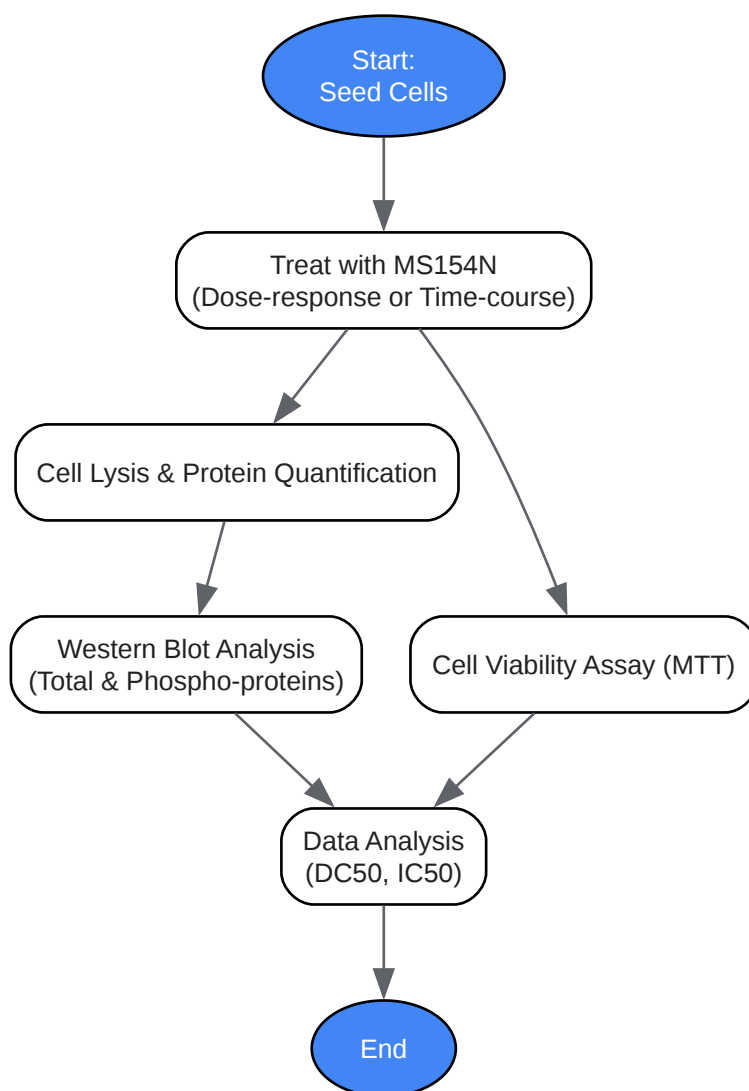 Start:
Seed Cells
Treat with MS154N
(Dose-response or Time-course)
Cell Lysis & Protein Quantification
Western Blot Analysis
(Total & Phospho-proteins)
Cell Viability Assay (MTT)
Data Analysis
(DC50, IC50)
End